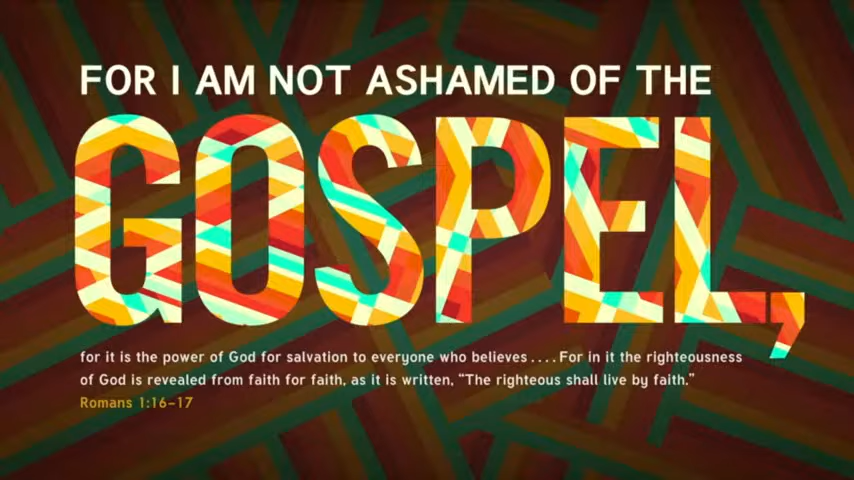 FOR I AM NOT ASHAMED OF THE
GOSPEL,
for it is the power of God for salvation to everyone who believes . . . . For in it the righteousness
of God is revealed from faith for faith, as it is written, “The righteous shall live by faith.”
Romans 1:16–17